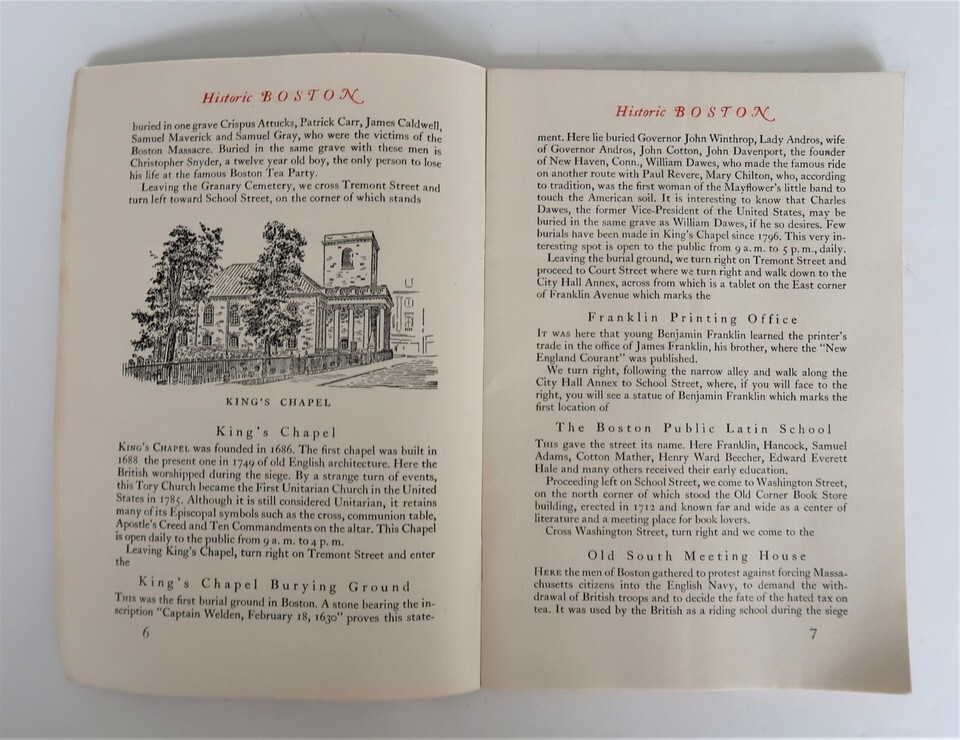 Historic BOSTON
buried in one grave Crispus Attucks, Patrick Carr, James Caldwell,
Samuel Maverick and Samuel Gray, who were the victims of the
Boston Massacre. Buried in the same grave with these men is
Christopher Snyder, a twelve year old boy, the only person to lose
his life at the famous Boston Tea Party.
Leaving the Granary Cemetery, we cross Tremont Street and
turn left toward School Street, on the corner of which stands
KING'S CHAPEL
King's Chapel
KING'S CHAPEL was founded in 1686. The first chapel was built in
1688 the present one in 1749 of old English architecture. Here the
British worshipped during the siege. By a strange turn of events,
this Tory Church became the First Unitarian Church in the United
States in 1785. Although it is still considered Unitarian, it retains
many of its Episcopal symbols such as the cross, communion table,
Apostle's Creed and Ten Commandments on the altar. This Chapel
is open daily to the public from 9 a. m. to 4 p. m.
Leaving King's Chapel, turn right on Tremont Street and enter
the
King's Chapel Burying Ground
THIS was the first burial ground in Boston. A stone bearing the in-
scription "Captain Welden, February 18, 1630" proves this state-
6
Historic BOSTON
ment. Here lie buried Governor John Winthrop, Lady Andros, wife
of Governor Andros, John Cotton, John Davenport, the founder
of New Haven, Conn., William Dawes, who made the famous ride
on another route with Paul Revere, Mary Chilton, who, according
to tradition, was the first woman of the Mayflower's little band to
touch the American soil. It is interesting to know that Charles
Dawes, the former Vice-President of the United States, may be
buried in the same grave as William Dawes, if he so desires. Few
burials have been made in King's Chapel since 1796. This very in-
teresting spot is open to the public from 9 a. m. to 5 p. m., daily.
Leaving the burial ground, we turn right on Tremont Street and
proceed to Court Street where we turn right and walk down to the
City Hall Annex, across from which is a tablet on the East corner
of Franklin Avenue which marks the
Franklin Printing Office
IT WAS here that young Benjamin Franklin learned the printer's
trade in the office of James Franklin, his brother, where the "New
England Courant" was published.
We turn right, following the narrow alley and walk along the
City Hall Annex to School Street, where, if you will face to the
right, you will see a statue of Benjamin Franklin which marks the
first location of
The Boston Public Latin School
THIS gave the street its name. Here Franklin, Hancock, Samuel
Adams, Cotton Mather, Henry Ward Beecher, Edward Everett
Hale and many others received their early education.
Proceeding left on School Street, we come to Washington Street,
on the north corner of which stood the Old Corner Book Store
building, erected in 1712 and known far and wide as a center of
literature and a meeting place for book lovers.
Cross Washington Street, turn right and we come to the
Old South Meeting House
HERE the men of Boston gathered to protest against forcing Massa-
chusetts citizens into the English Navy, to demand the with-
drawal of British troops and to decide the fate of the hated tax on
tea. It was used by the British as a riding school during the siege
7